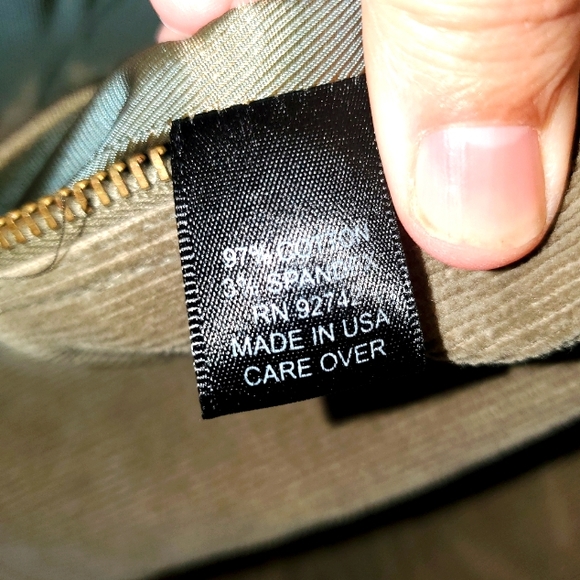 97% COTTON
3% SPANDEX
RN 92742
MADE IN USA
CARE OVER